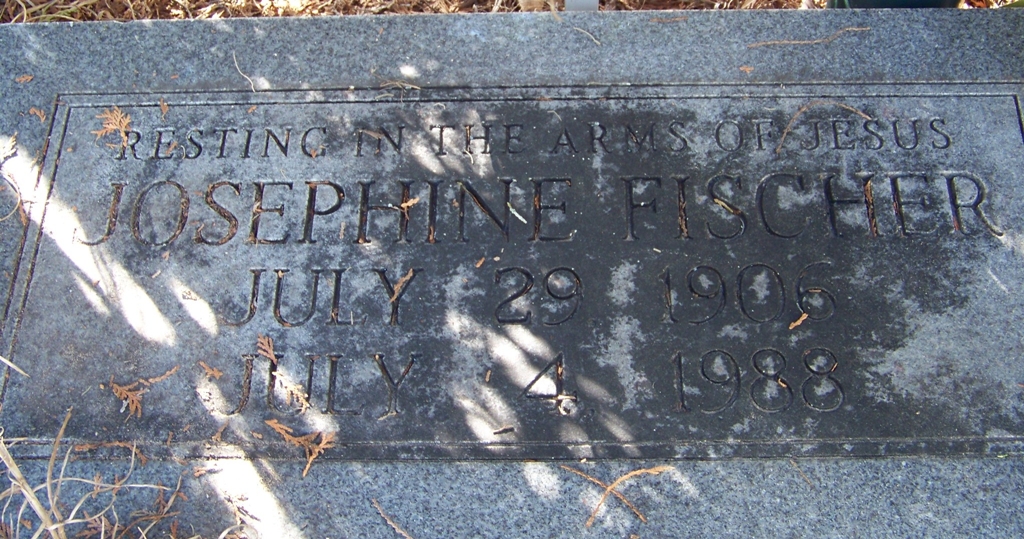 RESTING IN THE ARMS OF JESUS
JOSEPHINE FISCHER
JULY 29 1906
JULY 4, 1988